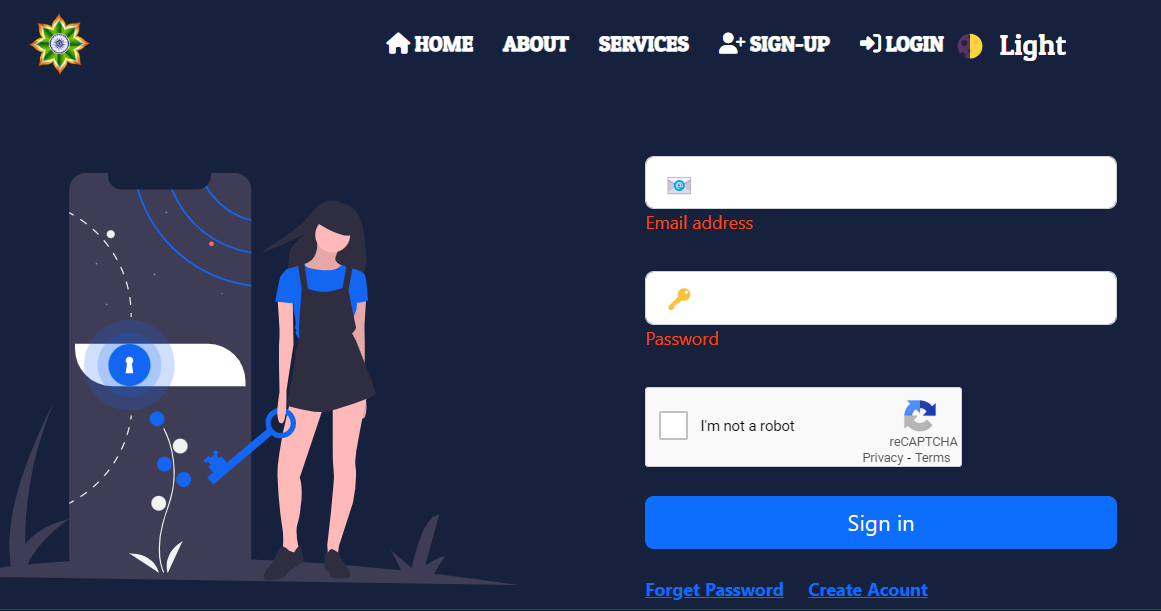 HOME ABOUT SERVICES SIGN-UP LOGIN Light
Email address
Password
I'm not a robot
reCAPTCHA
Privacy - Terms
Sign in
Forget Password Create Acount